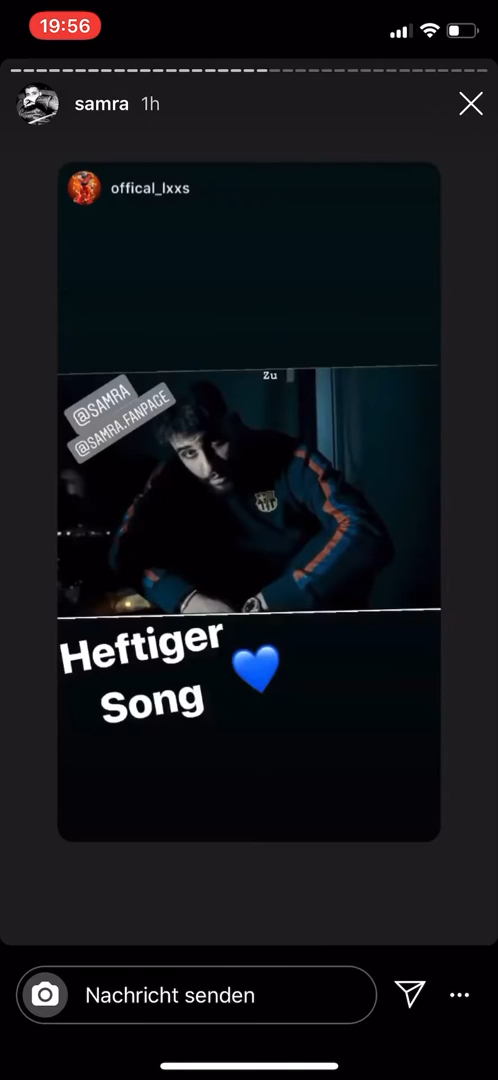 19:56
samra 1h
offical_lxxs
Zu
@SAMRA
@SAMRA.FANPAGE
Heftiger
Song
Nachricht senden